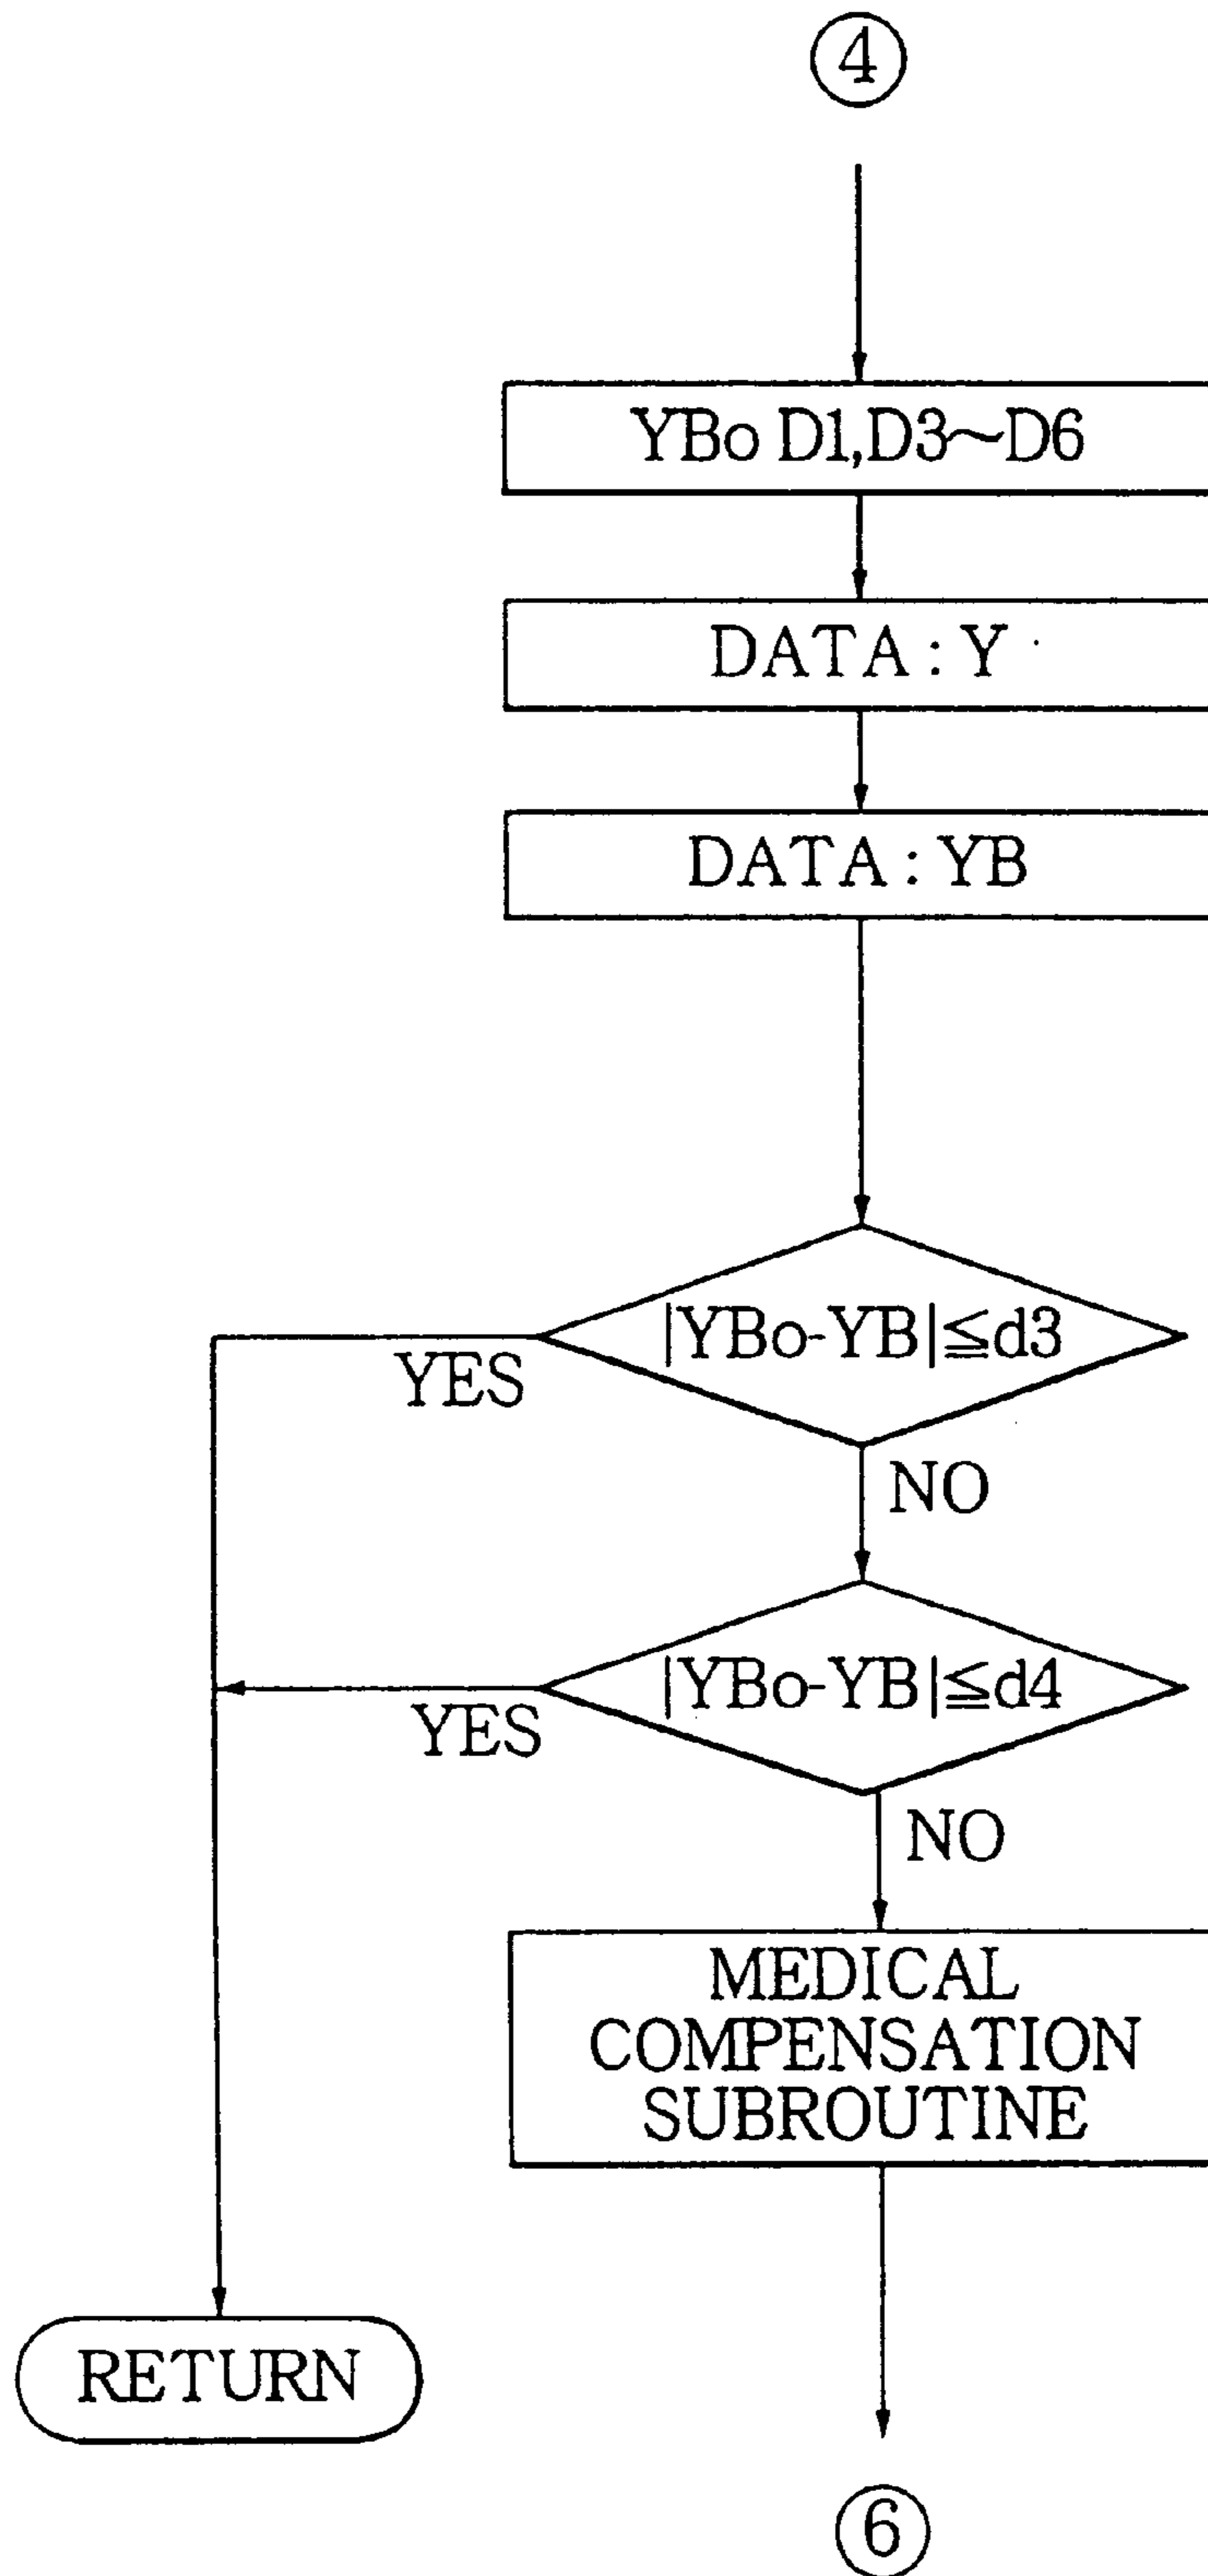 4
YBo D1,D3~D6
DATA : Y
DATA : YB
|YBo-YB|≦d3
YES
NO
|YBo-YB|≦d4
YES
NO
MEDICAL
COMPENSATION
SUBROUTINE
RETURN
6